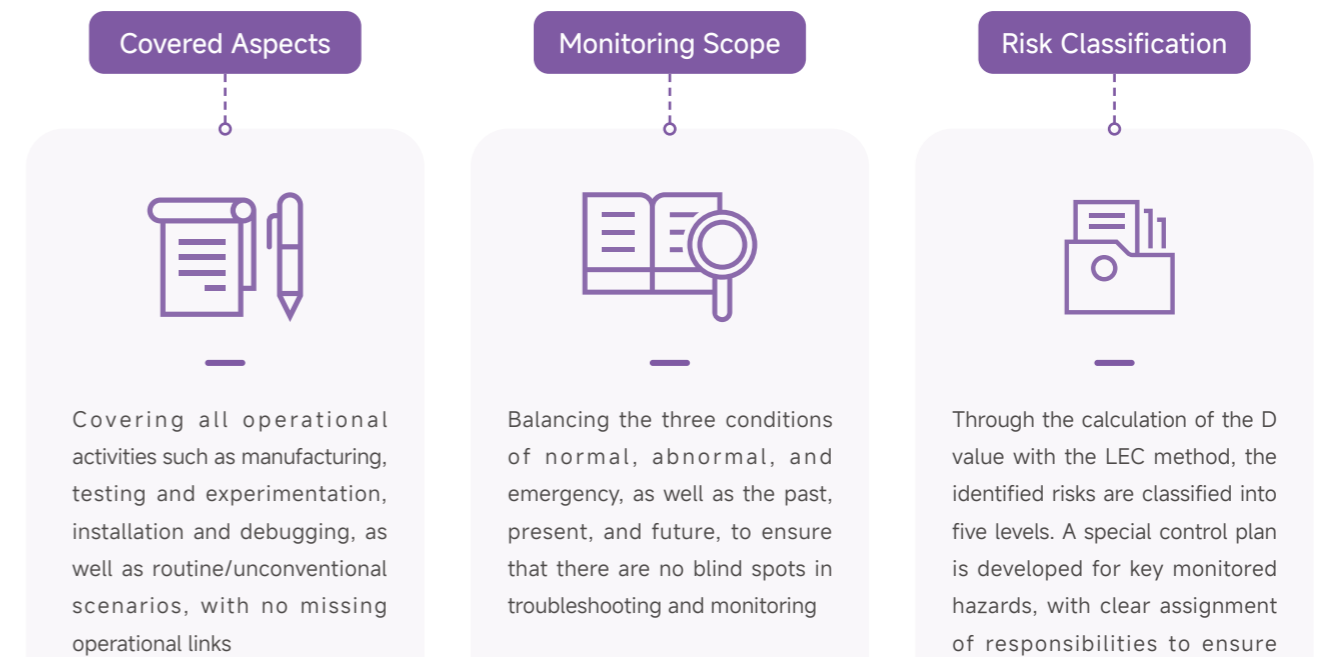 Covered Aspects
Covering all operational
activities such as manufacturing,
testing and experimentation,
installation and debugging, as
well as routine/unconventional
scenarios, with no missing
operational links
Monitoring Scope
Balancing the three conditions
of normal, abnormal, and
emergency, as well as the past,
present, and future, to ensure
that there are no blind spots in
troubleshooting and monitoring
Risk Classification
Through the calculation of the D
value with the LEC method, the
identified risks are classified into
five levels. A special control plan
is developed for key monitored
hazards, with clear assignment
of responsibilities to ensure